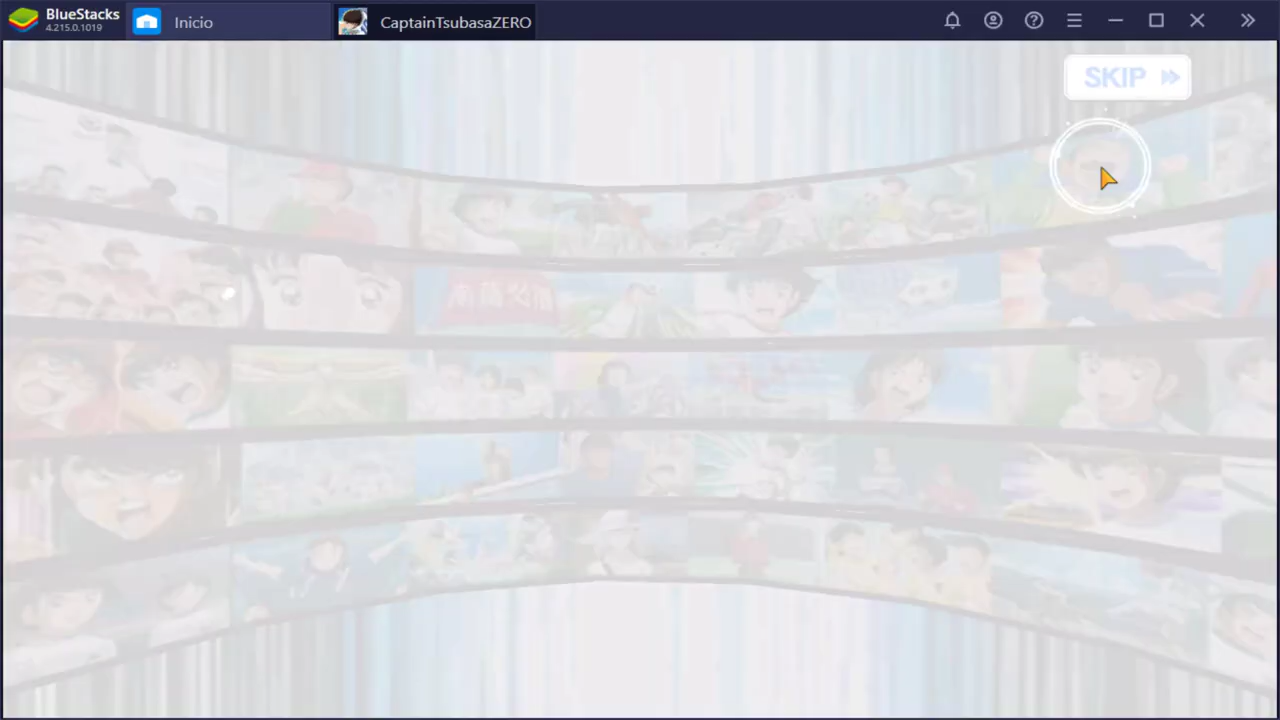 BlueStacks
4.215.0.1019
Inicio
CaptainTsubasaZERO
SKIP